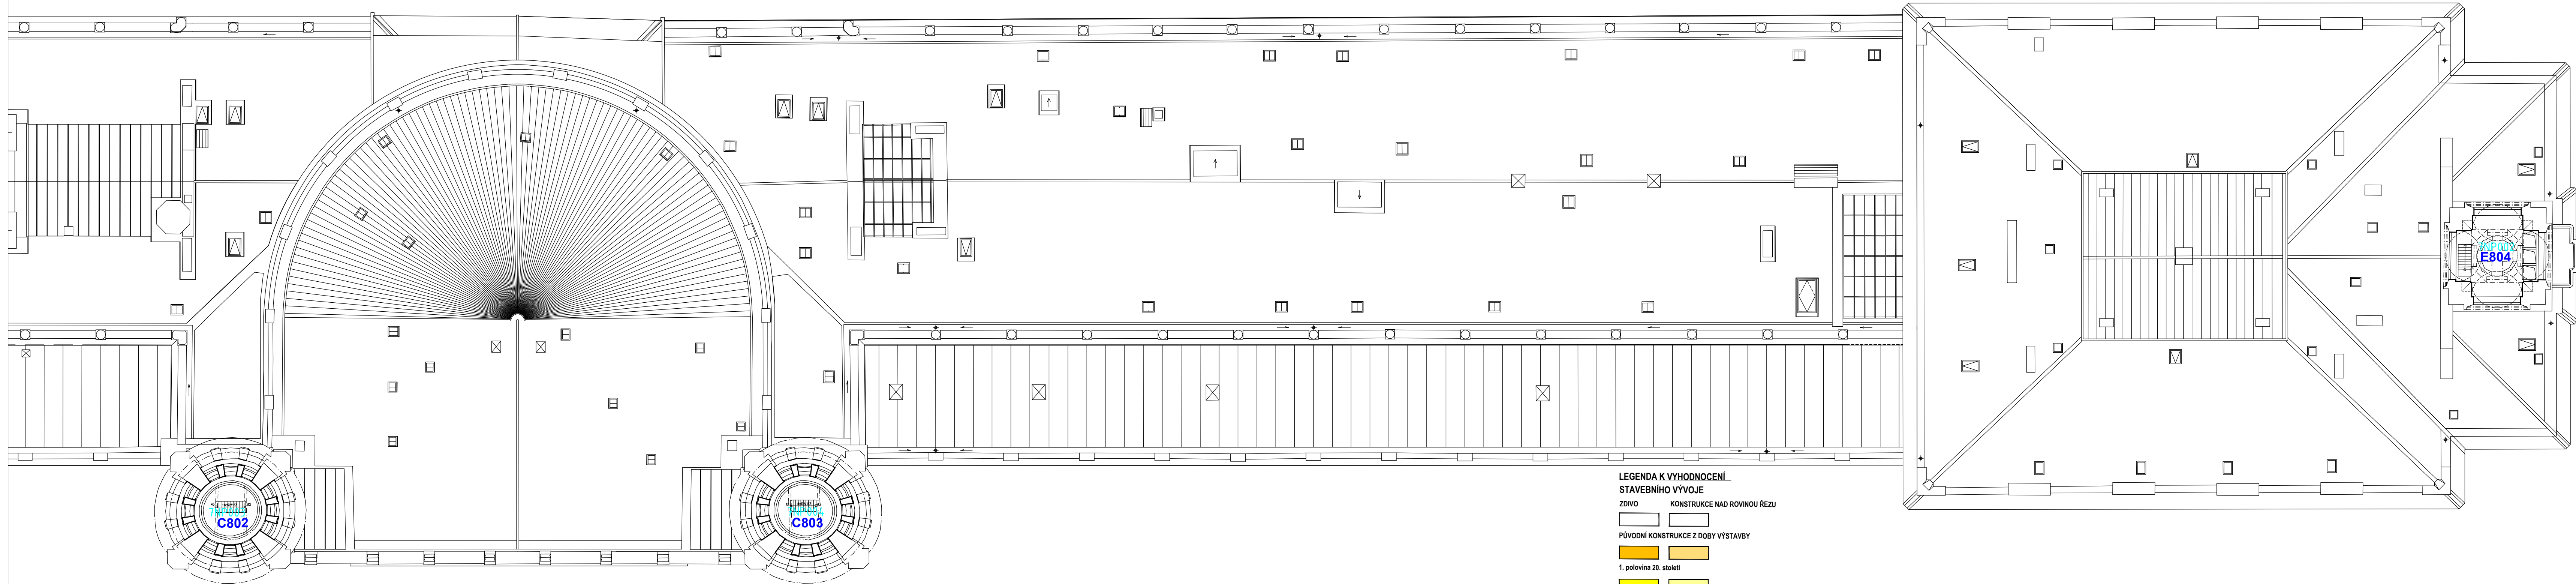 E804
C802
C803
LEGENDA K VYHODNOCENÍ
STAVEBNÍHO VÝVOJE
ZDIVO KONSTRUKCE NAD ROVINOU ŘEZU
PŮVODNÍ KONSTRUKCE Z DOBY VÝSTAVBY
1. polovina 20. století